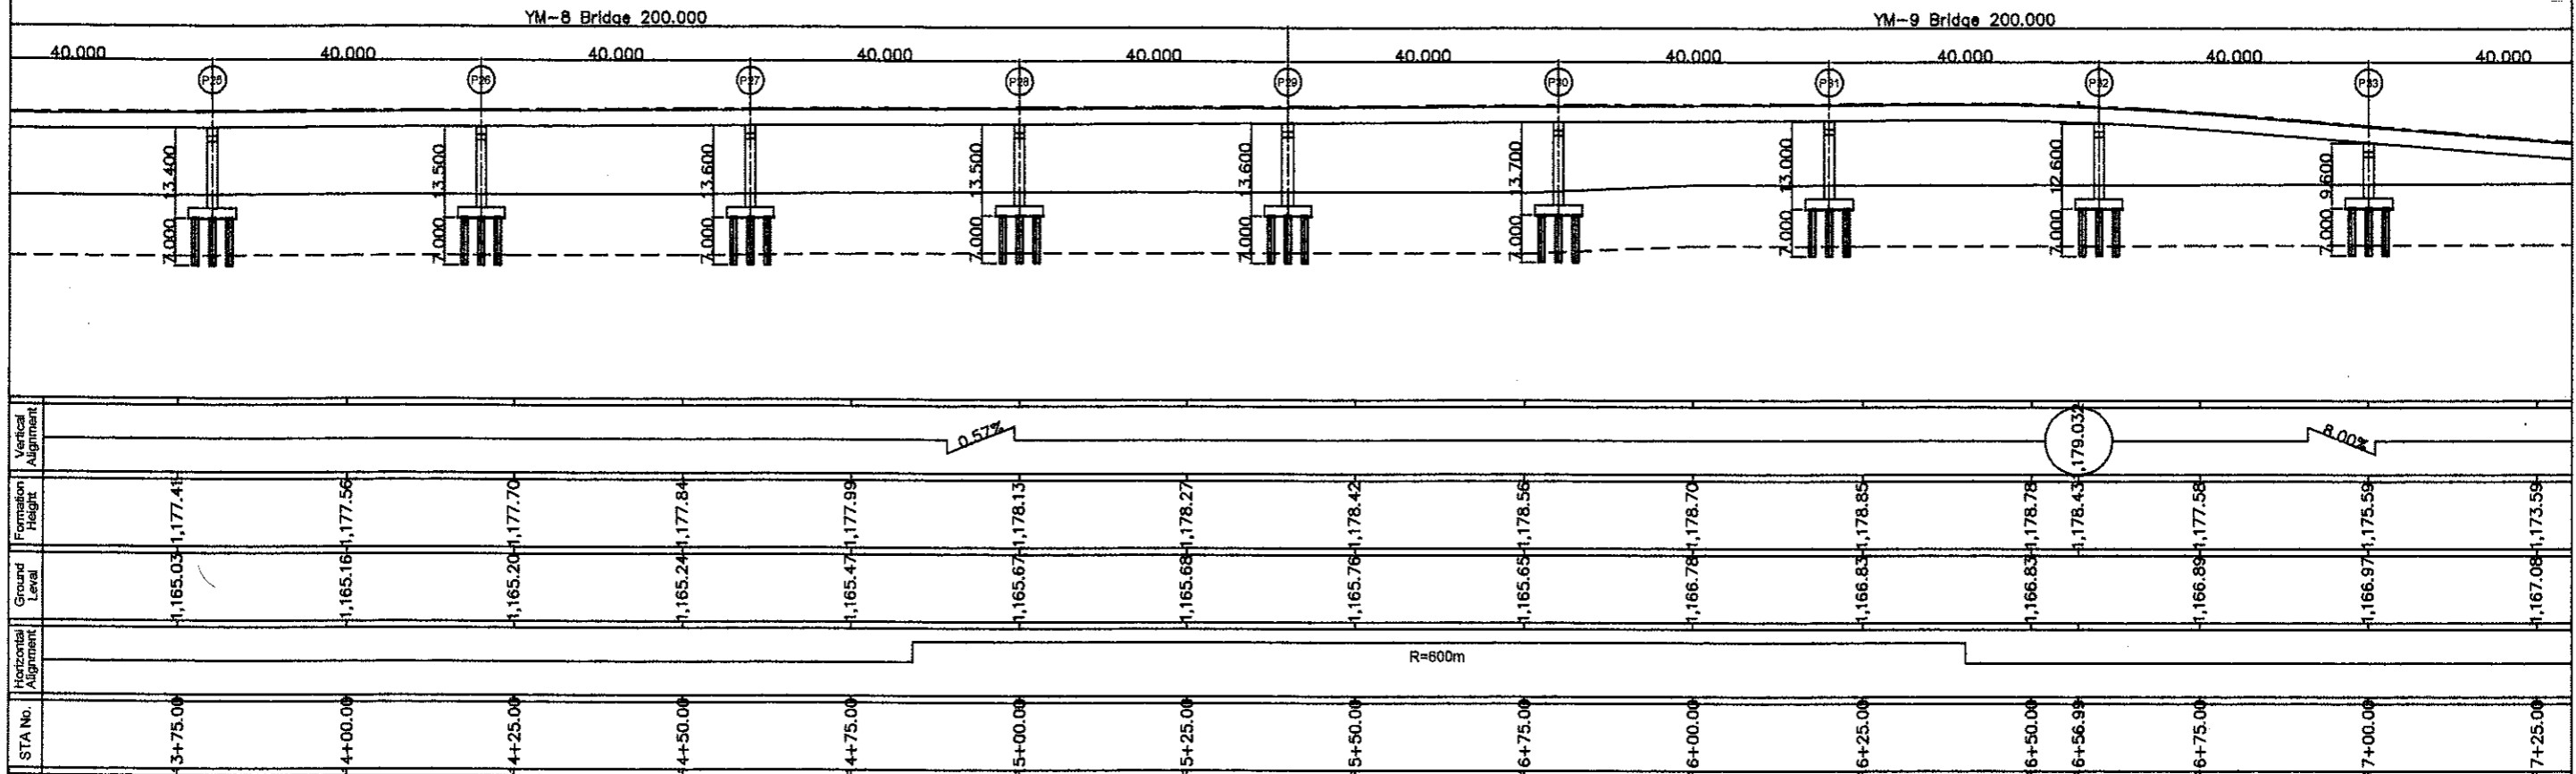 YM-8 Bridge 200.000 YM-9 Bridge 200.000
40.000 40.000 40.000 40.000 40.000 40.000 40.000 40.000 40.000 40.000
P25 P26 P27 P28 P29 P30 P31 P32 P33
13.400 13.500 13.600 13.500 13.600 13.700 13.000 12.600 9.600
7.000 7.000 7.000 7.000 7.000 7.000 7.000 7.000 7.000
Vertical Alignment 0.57% 1,179.032 8.00%
Formation Height 1,177.41 1,177.56 1,177.70 1,177.84 1,177.99 1,178.13 1,178.27 1,178.42 1,178.56 1,178.70 1,178.85 1,178.78 1,178.43 1,177.58 1,175.59 1,173.59
Ground Leval 1,165.03 1,165.16 1,165.20 1,165.24 1,165.47 1,165.67 1,165.68 1,165.76 1,165.65 1,166.78 1,166.83 1,166.83 1,166.89 1,166.97 1,167.08
Horizontal Alignment R=600m
STA No. 3+75.00 4+00.00 4+25.00 4+50.00 4+75.00 5+00.00 5+25.00 5+50.00 6+75.00 6+00.00 6+25.00 6+50.00 6+56.99 6+75.00 7+00.00 7+25.00